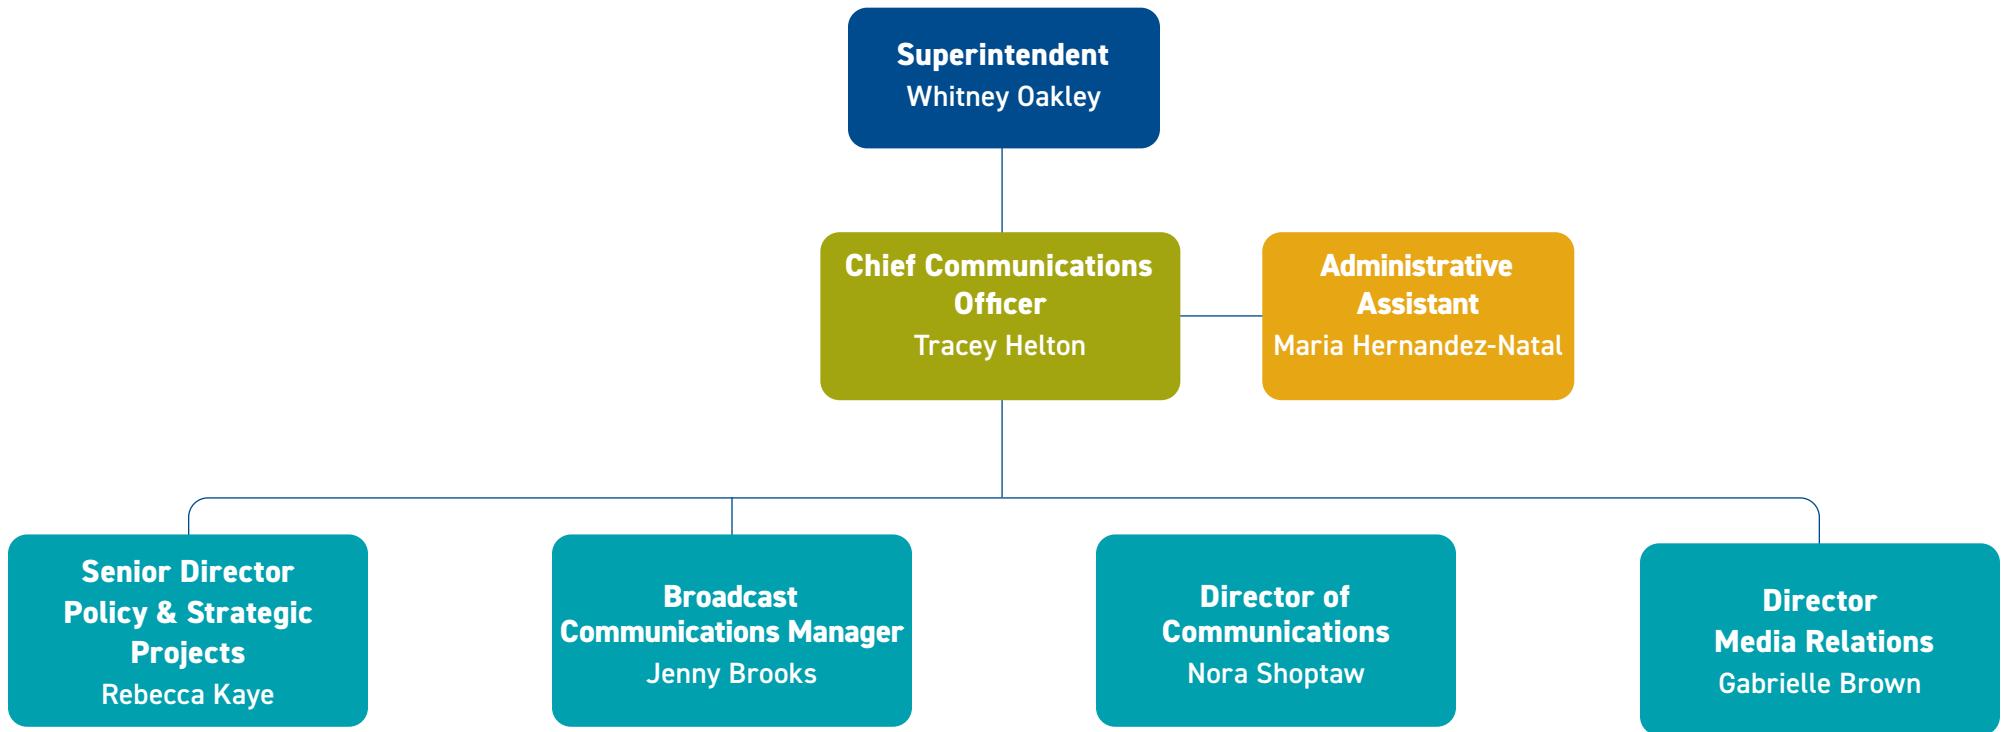 Superintendent
Whitney Oakley
Chief Communications
Officer
Tracey Helton
Administrative
Assistant
Maria Hernandez-Natal
Senior Director
Policy & Strategic
Projects
Rebecca Kaye
Broadcast
Communications Manager
Jenny Brooks
Director of
Communications
Nora Shoptaw
Director
Media Relations
Gabrielle Brown